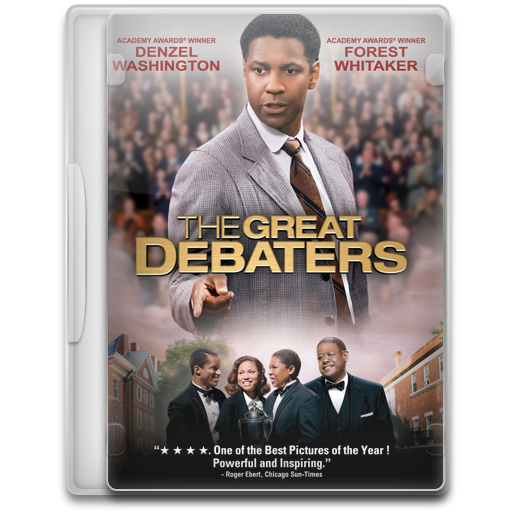 ACADEMY AWARDS® WINNER
DENZEL
WASHINGTON
ACADEMY AWARDS® WINNER
FOREST
WHITAKER
THE GREAT
DEBATERS
“★ ★ ★ ★. One of the Best Pictures of the Year !
Powerful and Inspiring.”
- Roger Ebert, Chicago Sun-Times